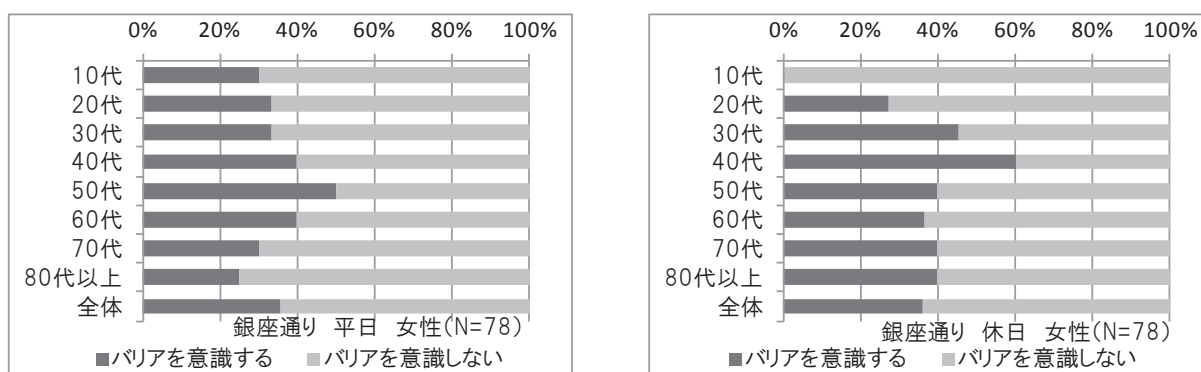 0% 20% 40% 60% 80% 100%
10代
20代
30代
40代
50代
60代
70代
80代以上
全体
銀座通り 平日 女性(N=78)
■バリアを意識する ■バリアを意識しない
0% 20% 40% 60% 80% 100%
10代
20代
30代
40代
50代
60代
70代
80代以上
全体
銀座通り 休日 女性(N=78)
■バリアを意識する ■バリアを意識しない